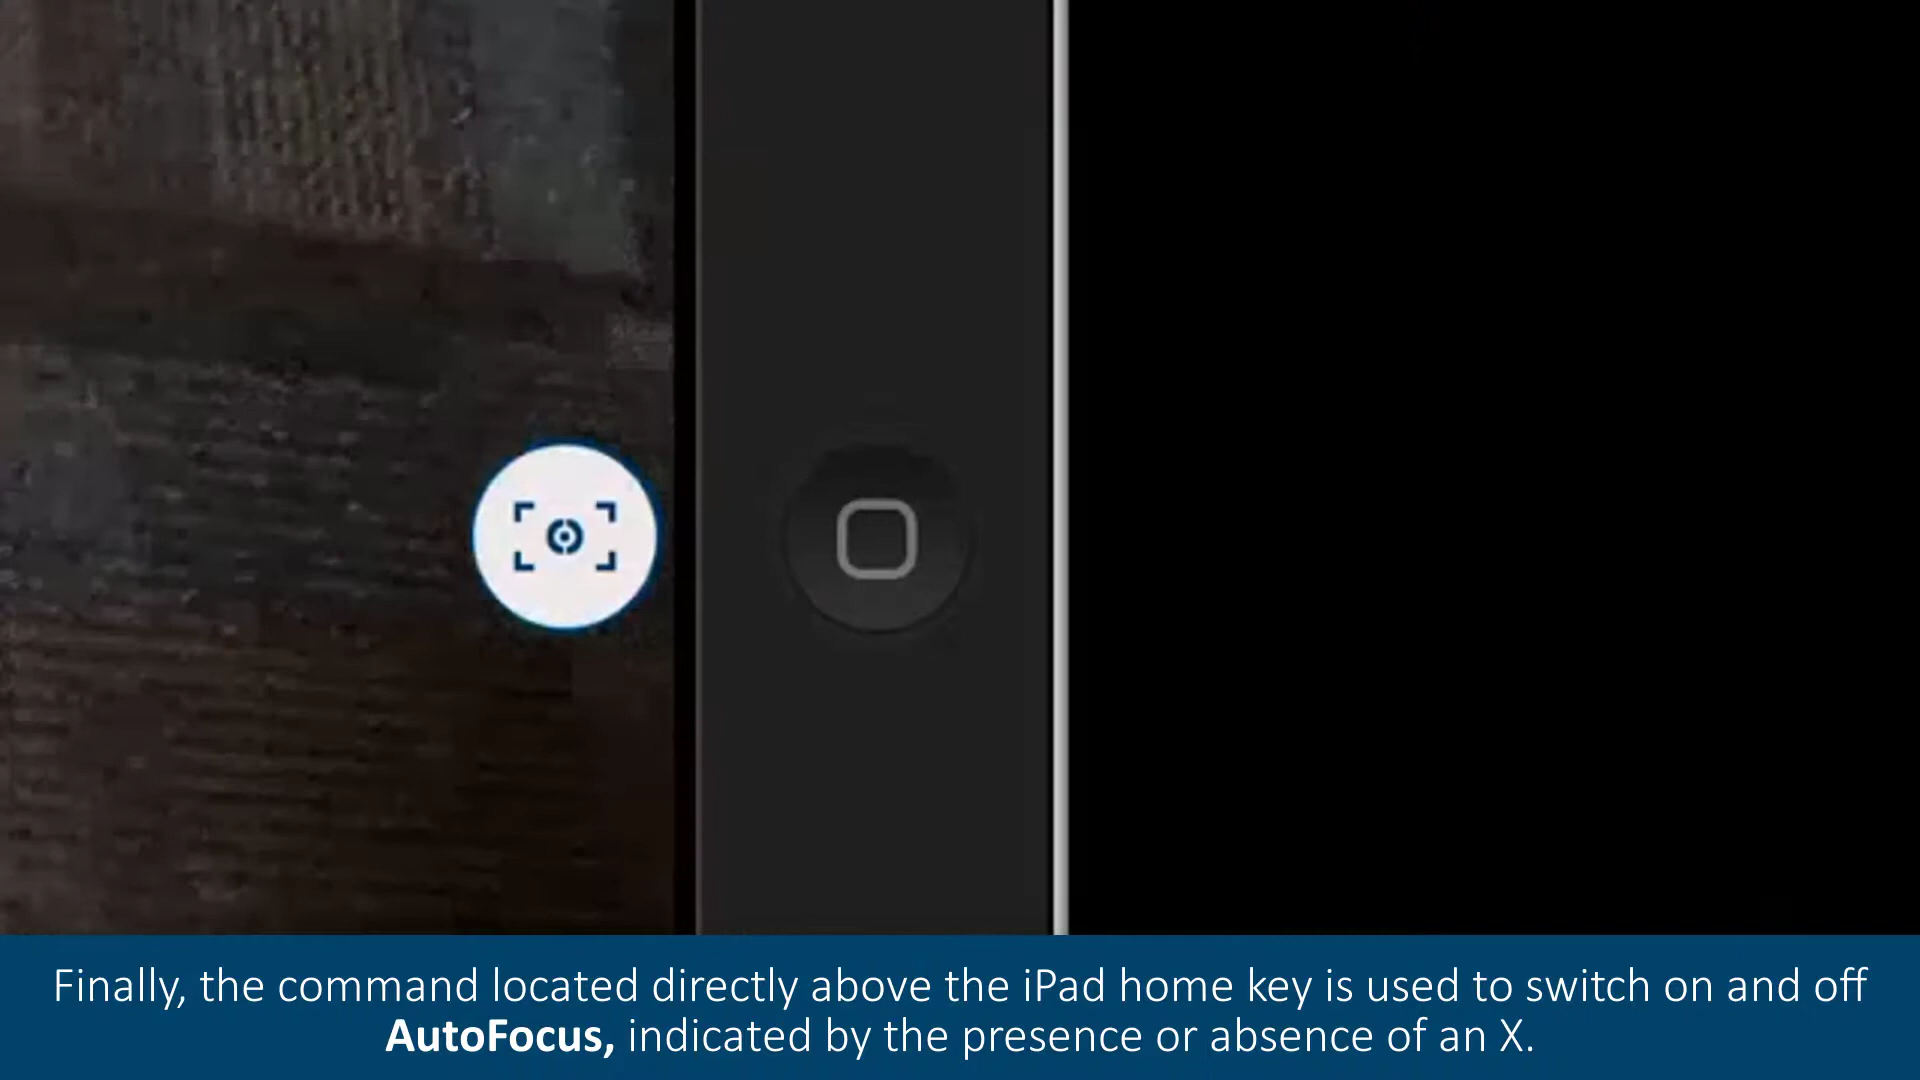 Finally, the command located directly above the iPad home key is used to switch on and off
AutoFocus, indicated by the presence or absence of an X.